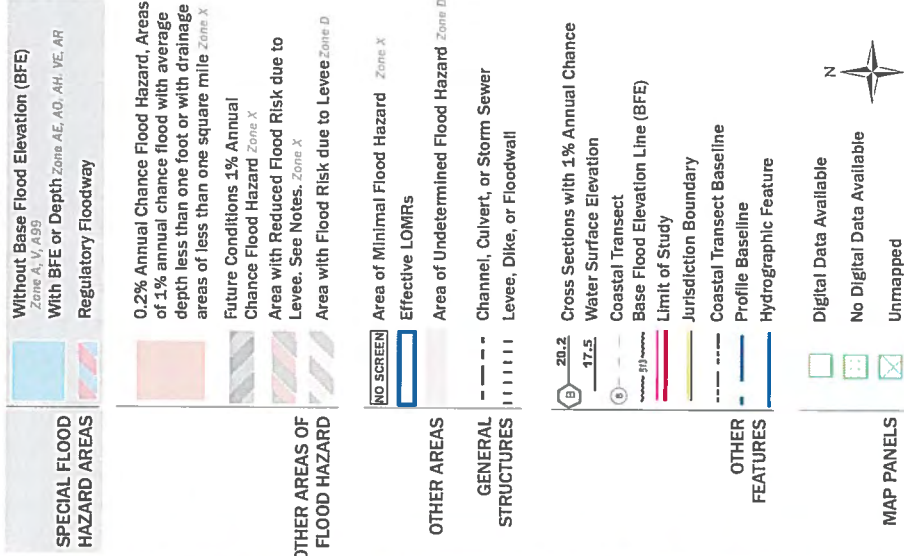 SPECIAL FLOOD
HAZARD AREAS
Without Base Flood Elevation (BFE)
Zone A, V, A99
With BFE or Depth Zone AE, AO, AH, VE, AR
Regulatory Floodway
OTHER AREAS OF
FLOOD HAZARD
0.2% Annual Chance Flood Hazard, Areas
of 1% annual chance flood with average
depth less than one foot or with drainage
areas of less than one square mile Zone X
Future Conditions 1% Annual
Chance Flood Hazard Zone X
Area with Reduced Flood Risk due to
Levee. See Notes. Zone X
Area with Flood Risk due to Levee Zone D
OTHER AREAS
NO SCREEN Area of Minimal Flood Hazard Zone X
Effective LOMRs
Area of Undetermined Flood Hazard Zone D
GENERAL
STRUCTURES
Channel, Culvert, or Storm Sewer
Levee, Dike, or Floodwall
OTHER
FEATURES
B 20.2 Cross Sections with 1% Annual Chance
17.5 Water Surface Elevation
8 Coastal Transect
513 Base Flood Elevation Line (BFE)
Limit of Study
Jurisdiction Boundary
Coastal Transect Baseline
Profile Baseline
Hydrographic Feature
MAP PANELS
Digital Data Available
No Digital Data Available
Unmapped
N